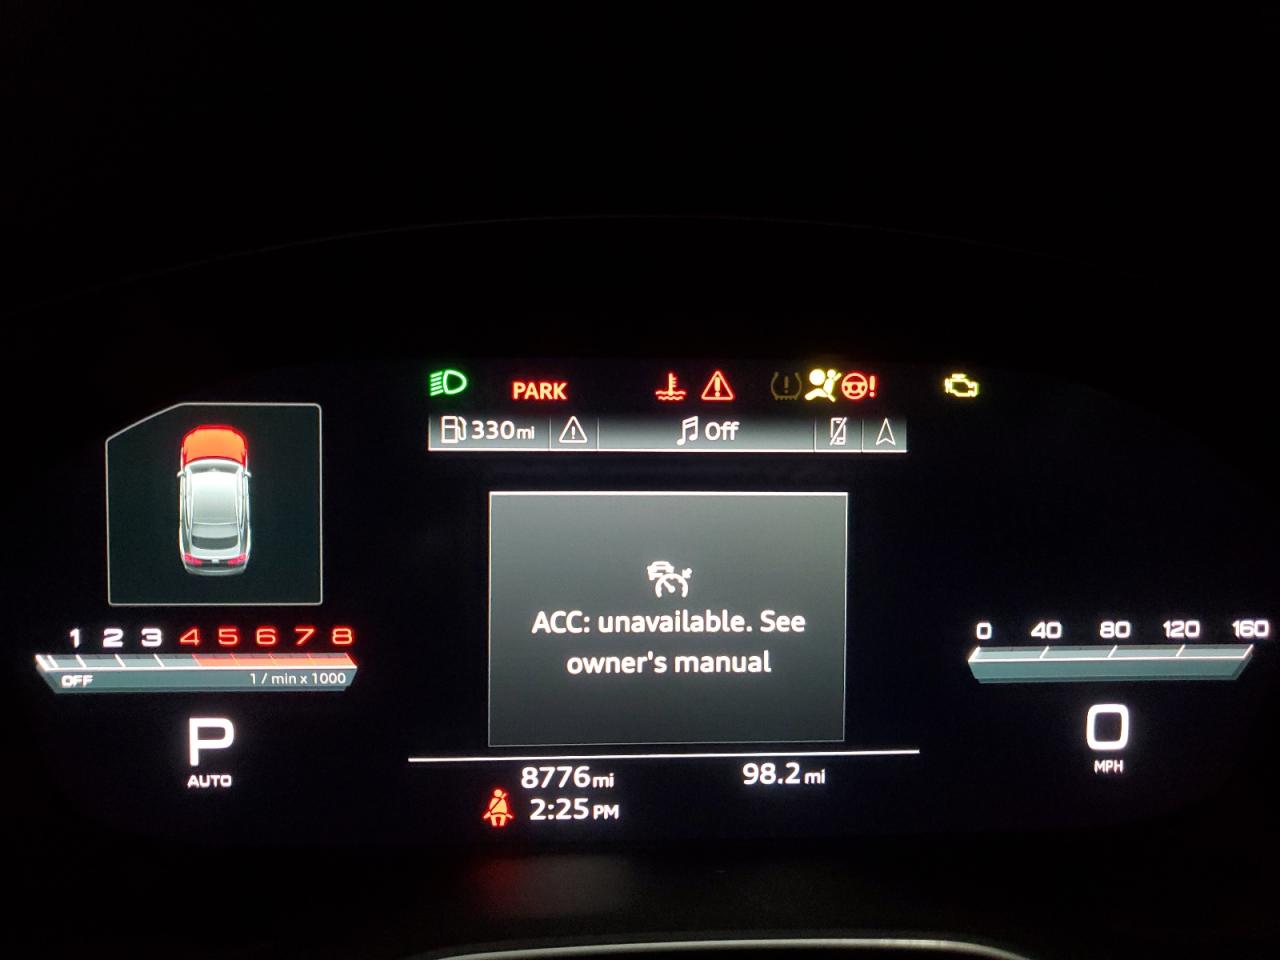 PARK
330mi
Off
ACC: unavailable. See
owner's manual
1 2 3 4 5 6 7 8
OFF
1 / min x 1000
P
AUTO
0 40 80 120 160
0
MPH
8776mi
98.2mi
2:25PM